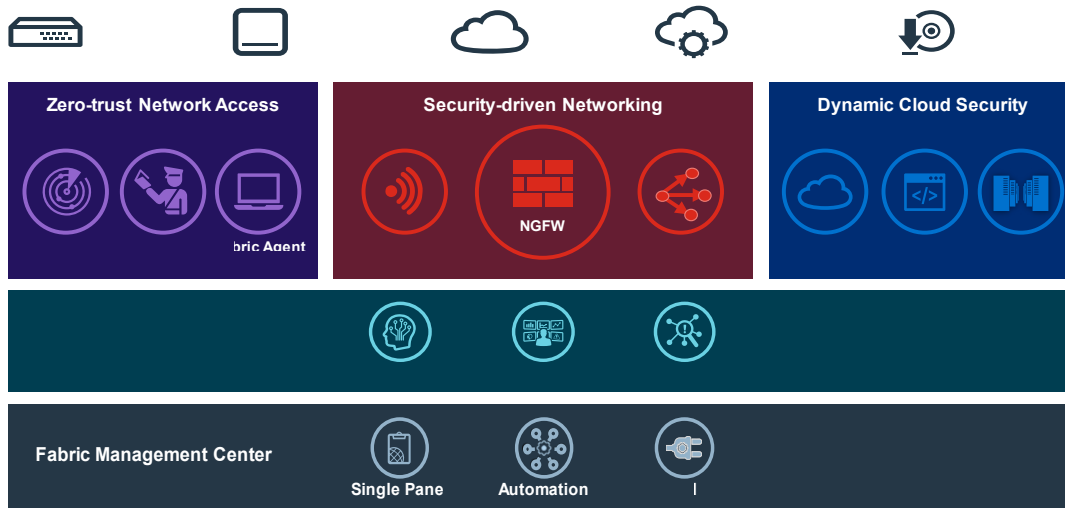 Zero-trust Network Access
Security-driven Networking
Dynamic Cloud Security
</>
NGFW
bric Agent
Fabric Management Center
Single Pane
Automation